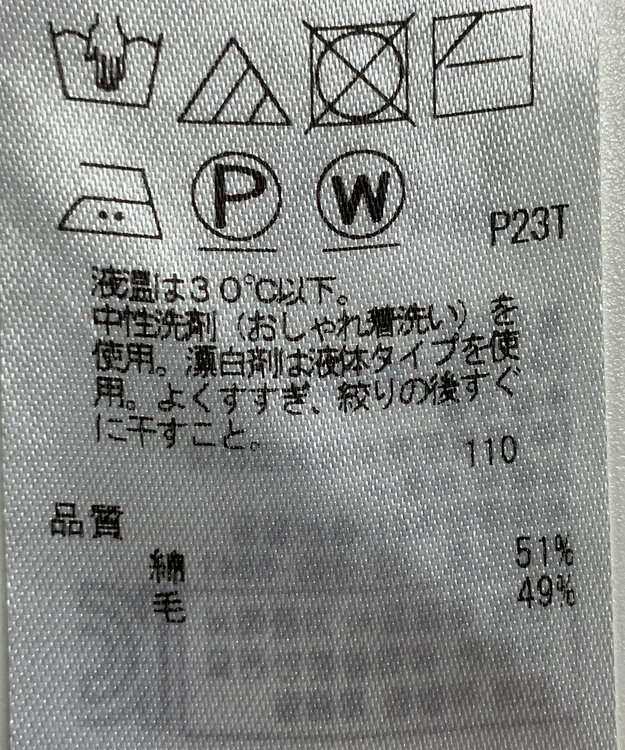 P W
P23T
液温は30℃以下。
中性洗剤（おしゃれ着洗い）を
使用。漂白剤は液体タイプを使
用。よくすすぎ、絞りの後すぐ
に干すこと。
110
品質
綿 51%
毛 49%